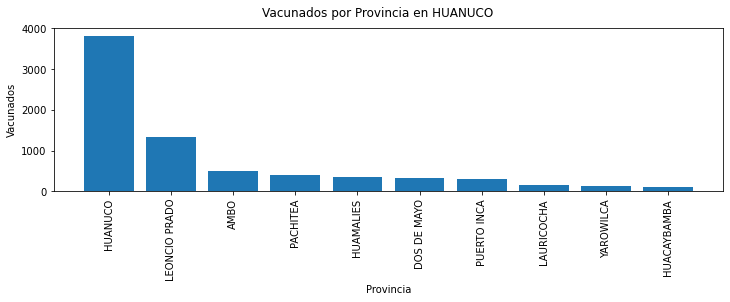 Vacunados por Provincia en HUANUCO
4000
3000
2000
1000
0
Vacunados
HUANUCO
LEONCIO PRADO
AMBO
PACHITEA
HUAMALIES
DOS DE MAYO
PUERTO INCA
LAURICOCHA
YAROWILCA
HUACAYBAMBA
Provincia